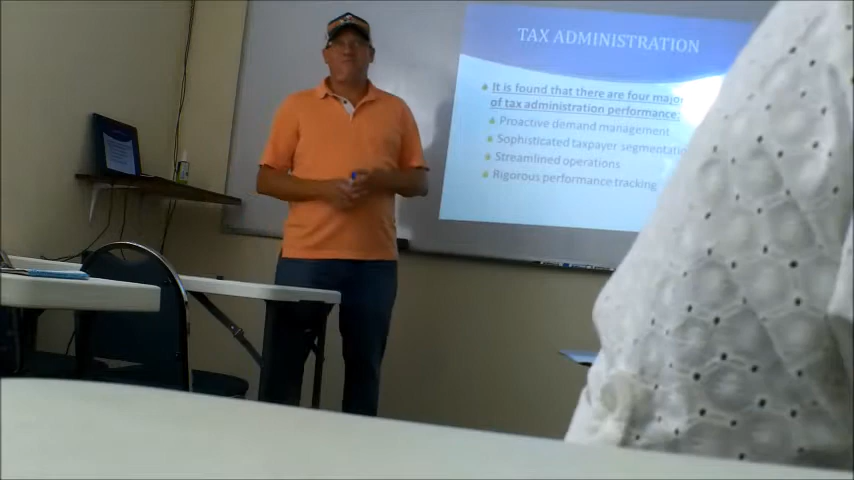 TAX ADMINISTRATION
It is found that there are four major
of tax administration performance:
Proactive demand management
Sophisticated taxpayer segmentation
Streamlined operations
Rigorous performance tracking